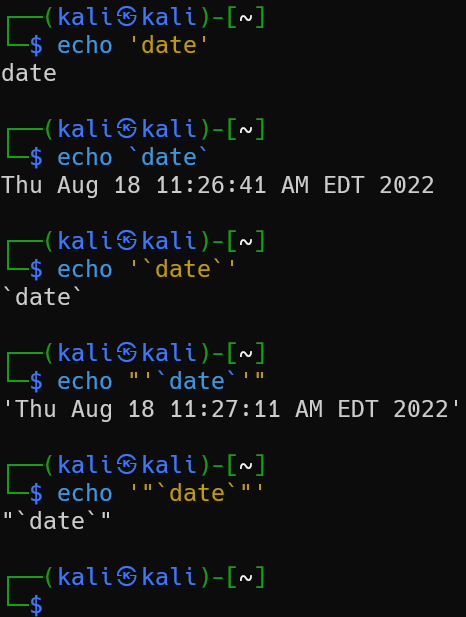 ┌──(kali㉿kali)-[~]
└─$ echo 'date'
date

┌──(kali㉿kali)-[~]
└─$ echo `date`
Thu Aug 18 11:26:41 AM EDT 2022

┌──(kali㉿kali)-[~]
└─$ echo '`date`'
`date`

┌──(kali㉿kali)-[~]
└─$ echo "'`date`'"
'Thu Aug 18 11:27:11 AM EDT 2022'

┌──(kali㉿kali)-[~]
└─$ echo '"`date`"'
"`date`"

┌──(kali㉿kali)-[~]
└─$